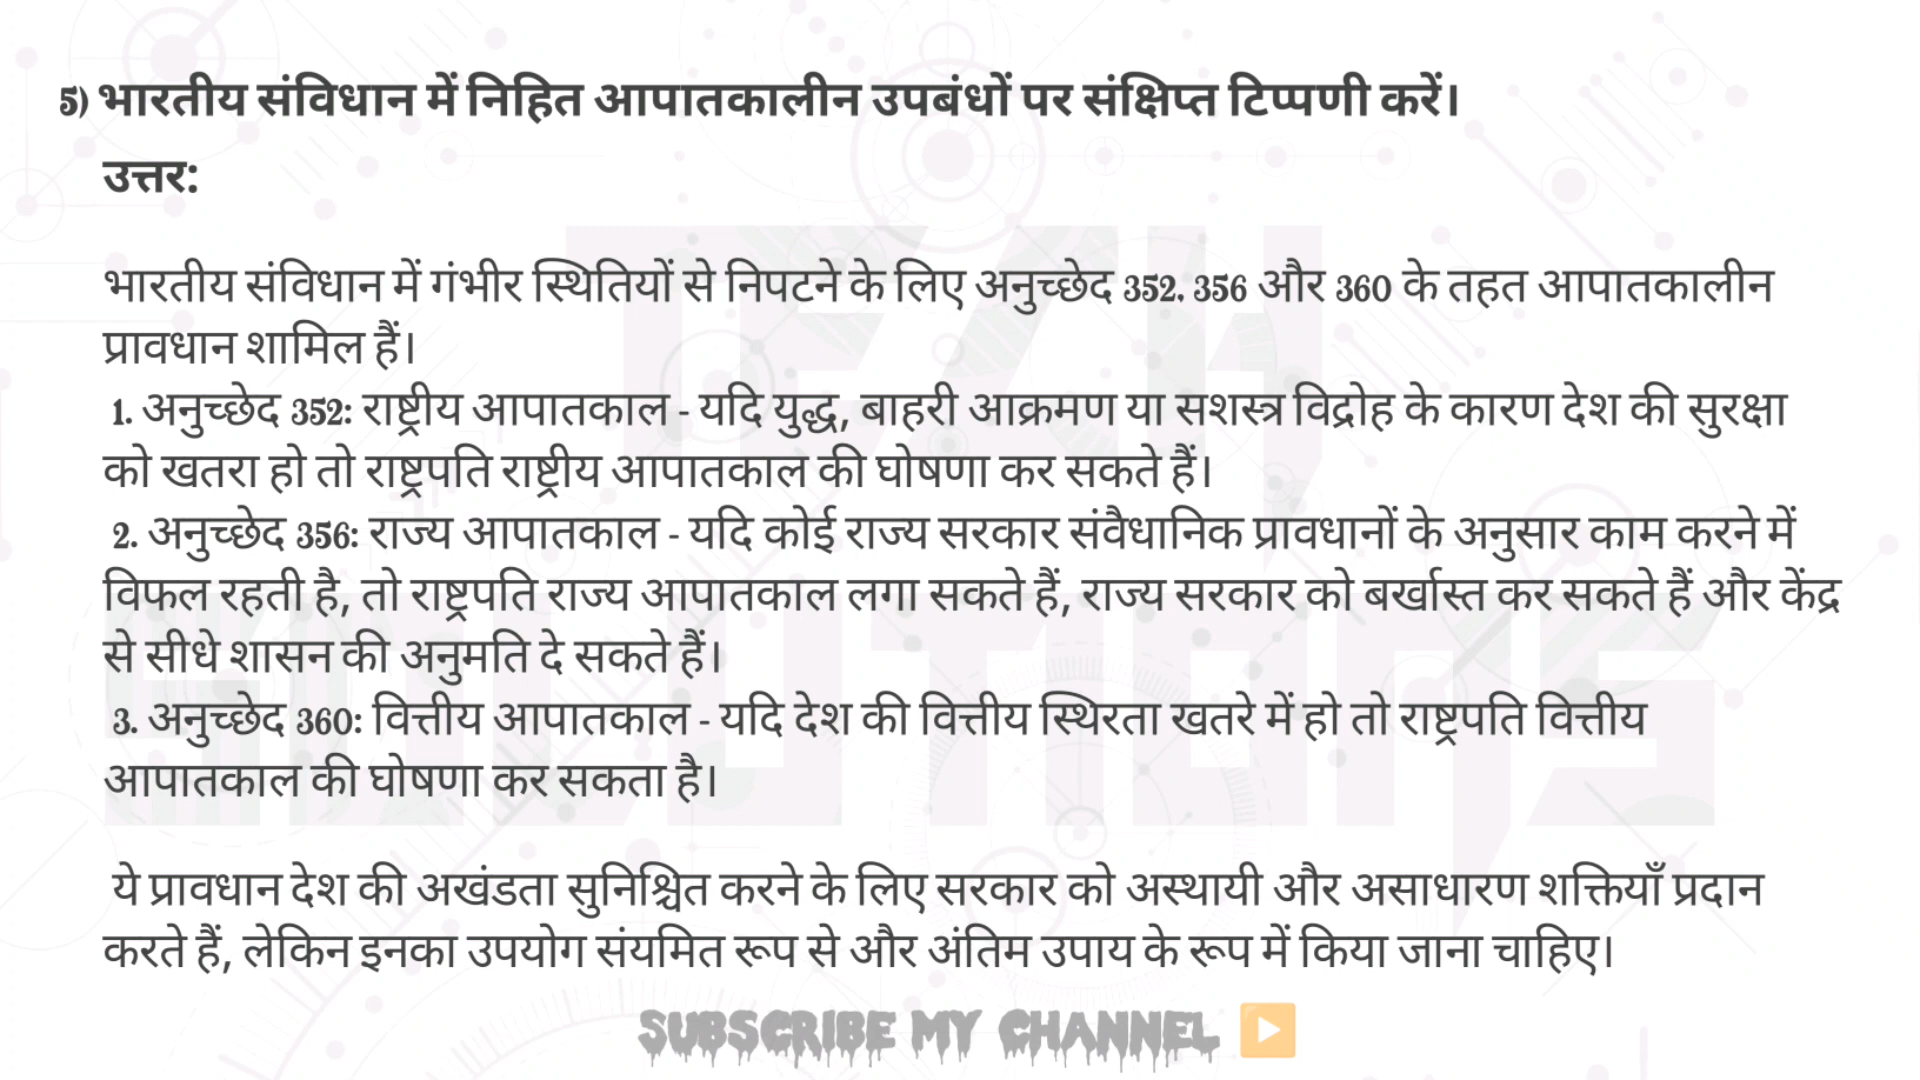 5) भारतीय संविधान में निहित आपातकालीन उपबंधों पर संक्षिप्त टिप्पणी करें।
उत्तर:
भारतीय संविधान में गंभीर स्थितियों से निपटने के लिए अनुच्छेद 352, 356 और 360 के तहत आपातकालीन
प्रावधान शामिल हैं।
1. अनुच्छेद 352: राष्ट्रीय आपातकाल - यदि युद्ध, बाहरी आक्रमण या सशस्त्र विद्रोह के कारण देश की सुरक्षा
को खतरा हो तो राष्ट्रपति राष्ट्रीय आपातकाल की घोषणा कर सकते हैं।
2. अनुच्छेद 356: राज्य आपातकाल - यदि कोई राज्य सरकार संवैधानिक प्रावधानों के अनुसार काम करने में
विफल रहती है, तो राष्ट्रपति राज्य आपातकाल लगा सकते हैं, राज्य सरकार को बर्खास्त कर सकते हैं और केंद्र
से सीधे शासन की अनुमति दे सकते हैं।
3. अनुच्छेद 360: वित्तीय आपातकाल - यदि देश की वित्तीय स्थिरता खतरे में हो तो राष्ट्रपति वित्तीय
आपातकाल की घोषणा कर सकता है।
ये प्रावधान देश की अखंडता सुनिश्चित करने के लिए सरकार को अस्थायी और असाधारण शक्तियाँ प्रदान
करते हैं, लेकिन इनका उपयोग संयमित रूप से और अंतिम उपाय के रूप में किया जाना चाहिए।
SUBSCRIBE MY CHANNEL